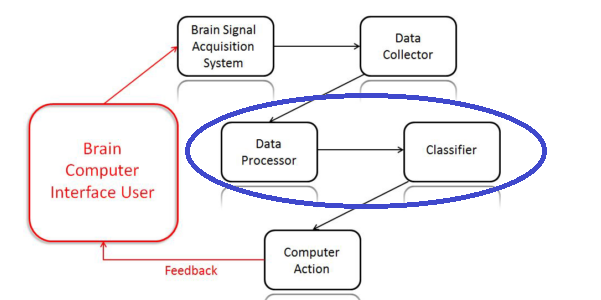 Brain Signal
Acquisition
System
Data
Collector
Brain
Computer
Interface User
Data
Processor
Classifier
Computer
Action
Feedback